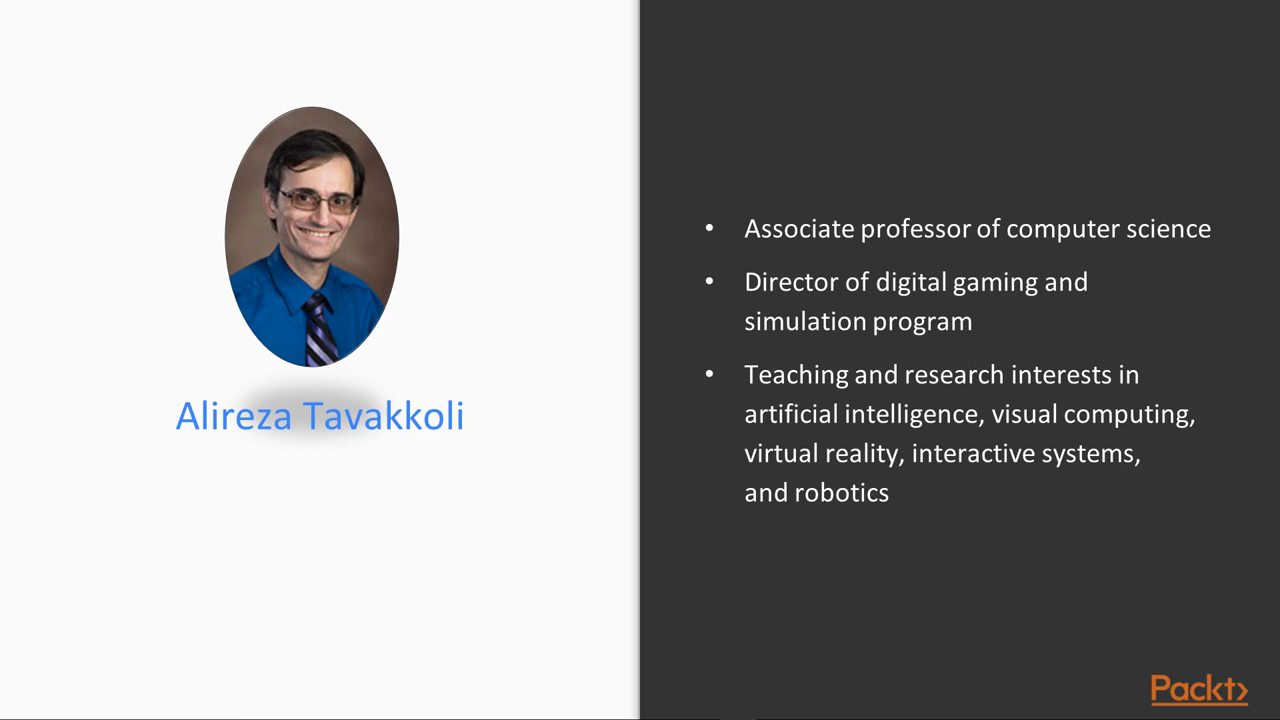 Alireza Tavakkoli
• Associate professor of computer science
• Director of digital gaming and
simulation program
• Teaching and research interests in
artificial intelligence, visual computing,
virtual reality, interactive systems,
and robotics
Packt>